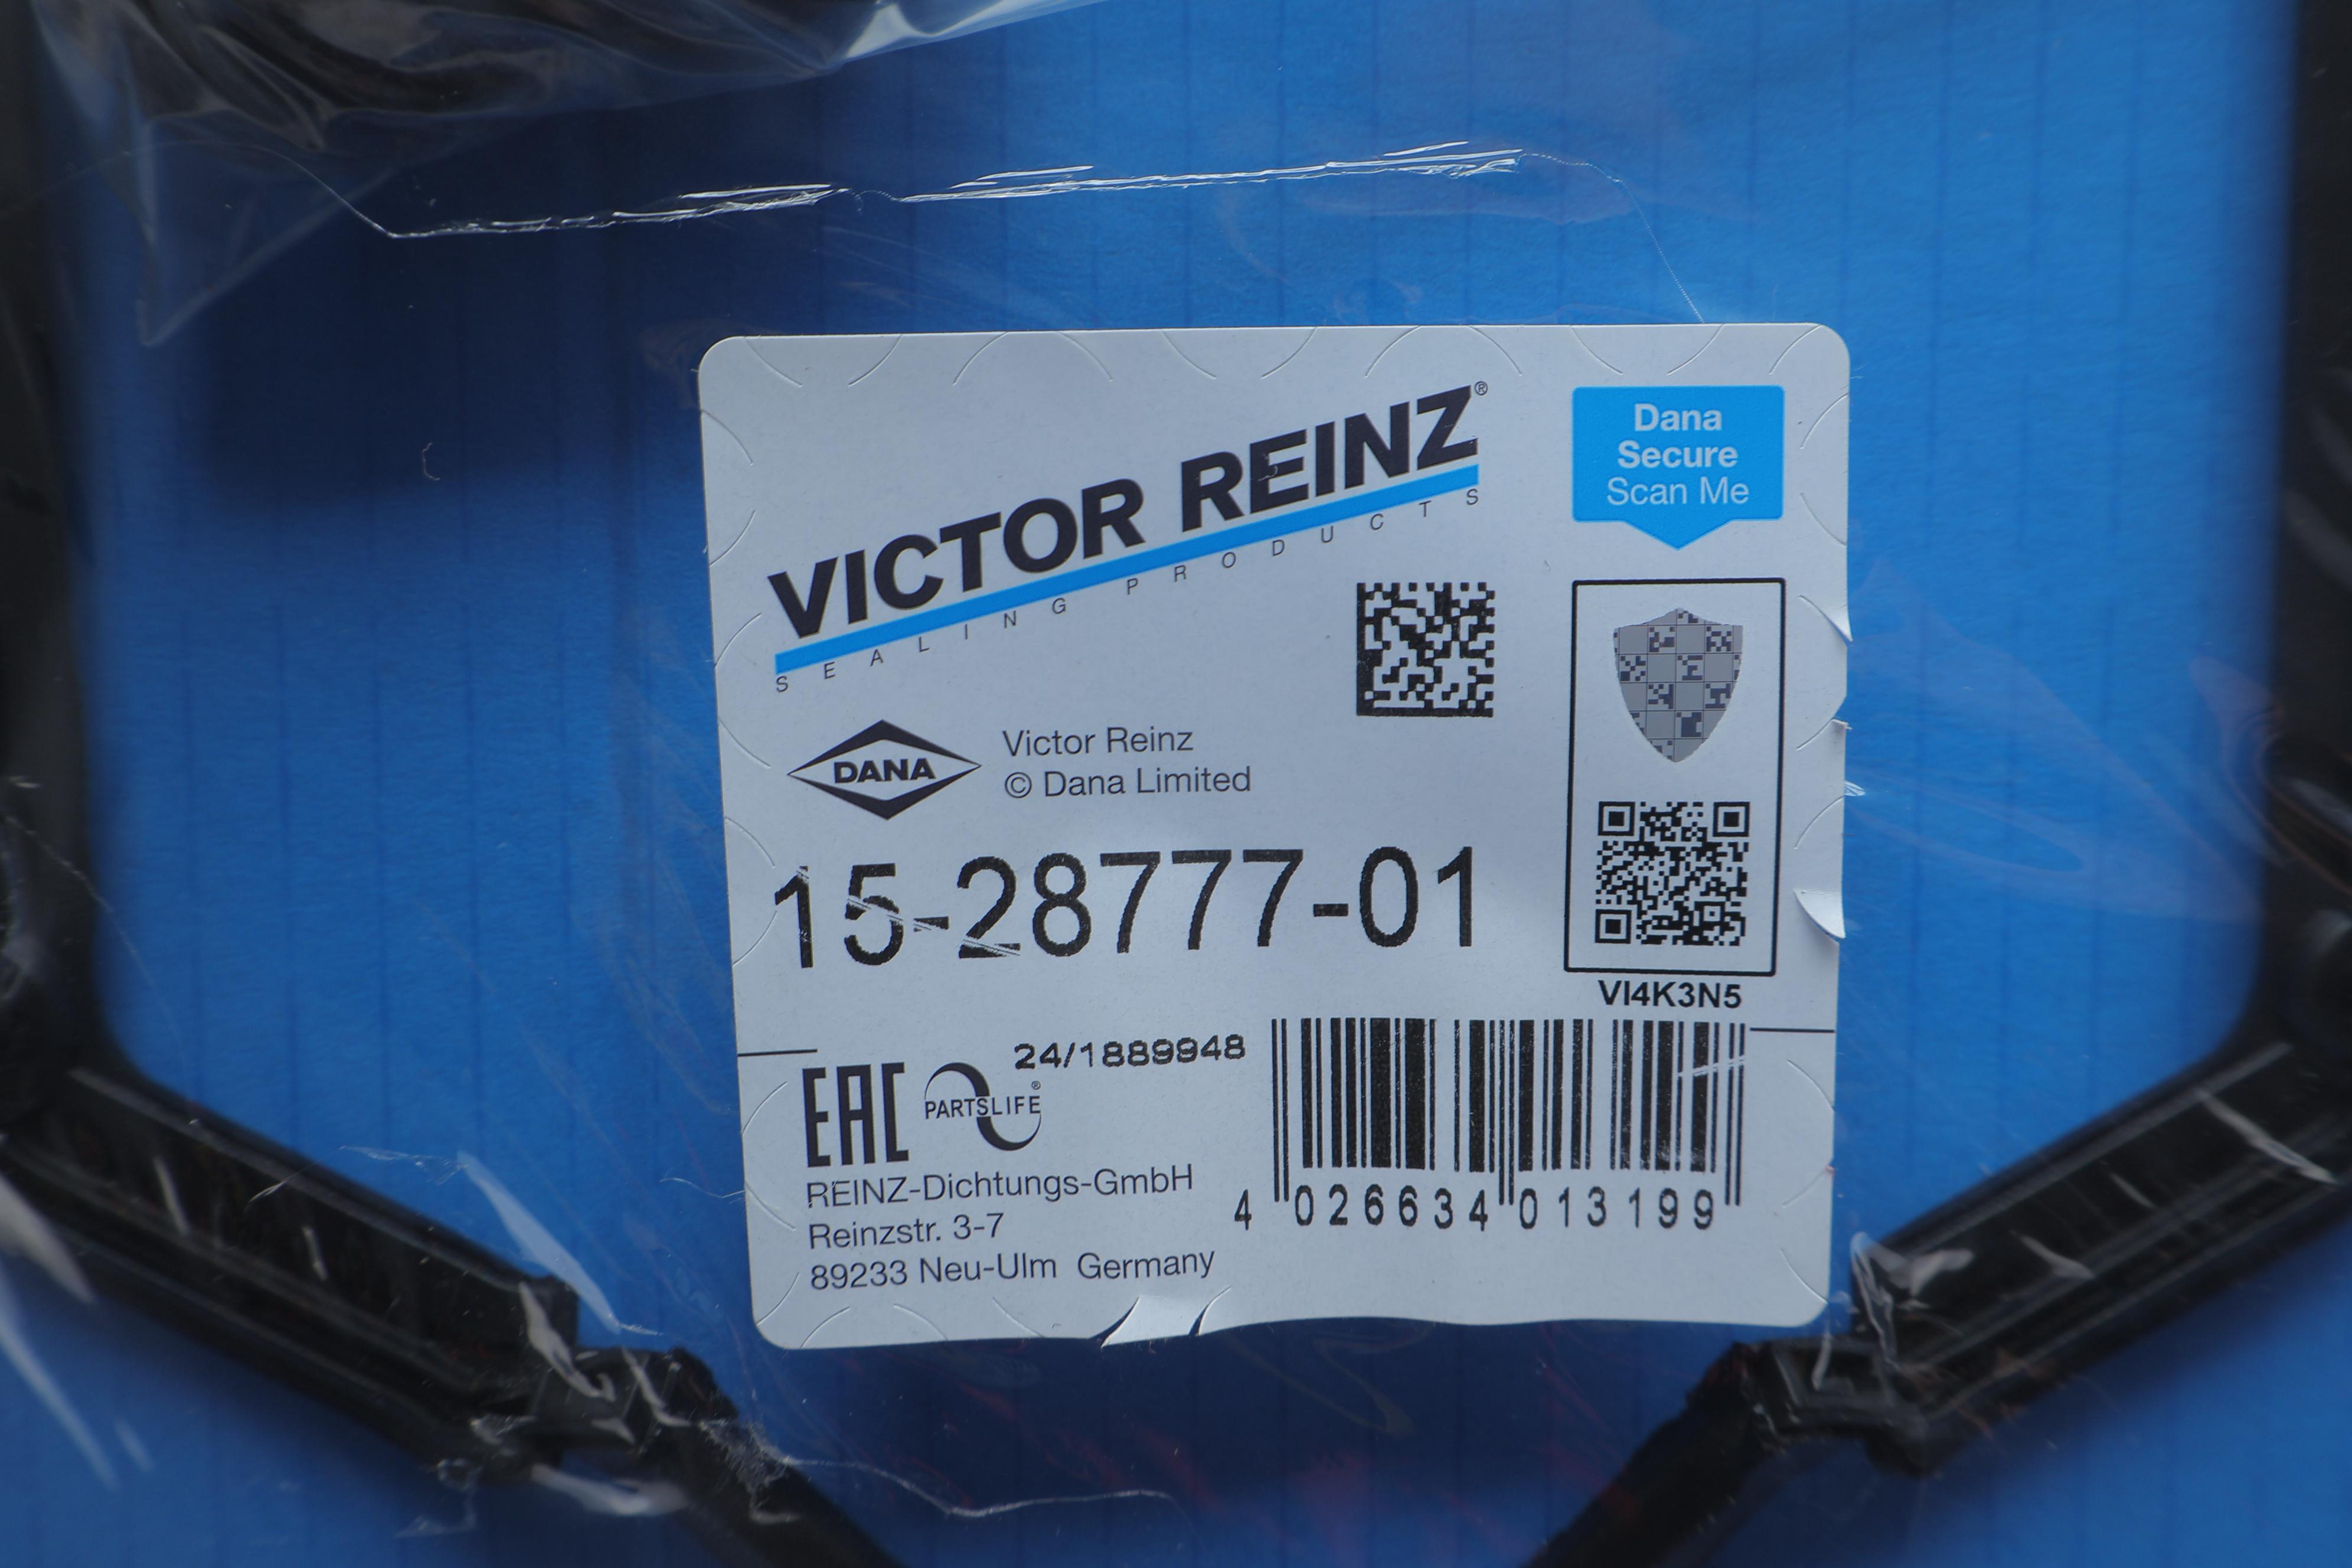 VICTOR REINZ®
SEALING PRODUCTS
Dana
Secure
Scan Me
DANA
Victor Reinz
© Dana Limited
15-28777-01
VI4K3N5
24/1889948
EAC
PARTSLIFE®
REINZ-Dichtungs-GmbH
Reinzstr. 3-7
89233 Neu-Ulm Germany
4 026634 013199